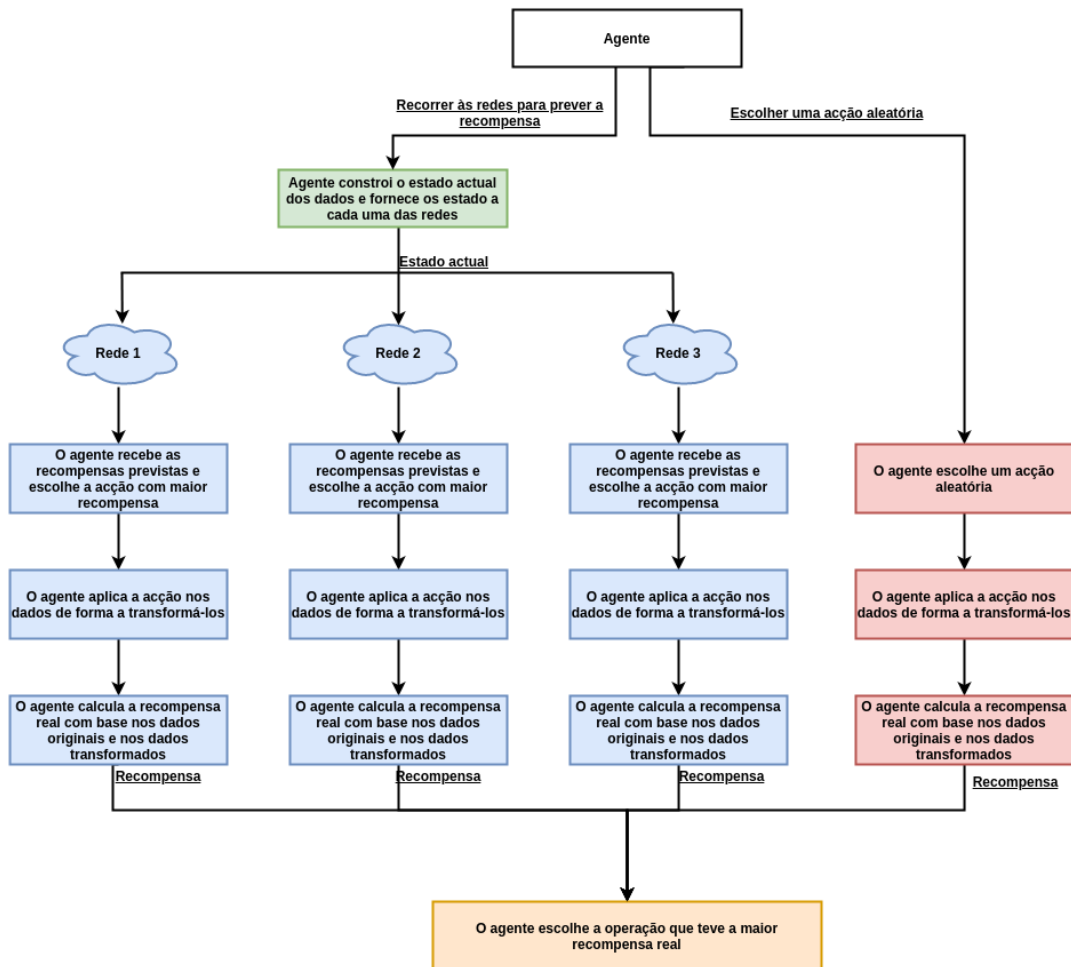 Agente
Recorrer às redes para prever a
recompensa
Escolher uma acção aleatória
Agente constroi o estado actual
dos dados e fornece os estado a
cada uma das redes
Estado actual
Rede 1
Rede 2
Rede 3
O agente recebe as
recompensas previstas e
escolhe a acção com maior
recompensa
O agente recebe as
recompensas previstas e
escolhe a acção com maior
recompensa
O agente recebe as
recompensas previstas e
escolhe a acção com maior
recompensa
O agente escolhe um acção
aleatória
O agente aplica a acção nos
dados de forma a transformá-los
O agente aplica a acção nos
dados de forma a transformá-los
O agente aplica a acção nos
dados de forma a transformá-los
O agente aplica a acção nos
dados de forma a transformá-los
O agente calcula a recompensa
real com base nos dados
originais e nos dados
transformados
O agente calcula a recompensa
real com base nos dados
originais e nos dados
transformados
O agente calcula a recompensa
real com base nos dados
originais e nos dados
transformados
O agente calcula a recompensa
real com base nos dados
originais e nos dados
transformados
Recompensa
Recompensa
Recompensa
Recompensa
O agente escolhe a operação que teve a maior
recompensa real